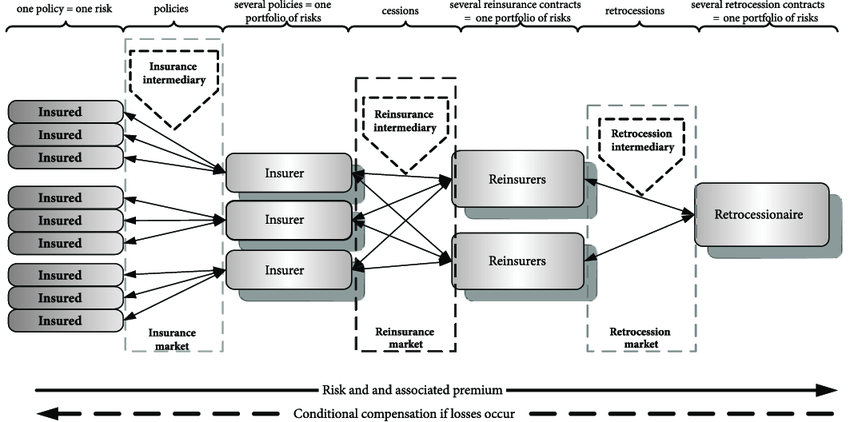 one policy = one risk
policies
several policies = one
portfolio of risks
cessions
several reinsurance contracts
= one portfolio of risks
retrocessions
several retrocession contracts
= one portfolio of risks
Insurance
intermediary
Reinsurance
intermediary
Retrocession
intermediary
Insured
Insured
Insured
Insured
Insured
Insured
Insured
Insured
Insured
Insurer
Insurer
Insurer
Reinsurers
Reinsurers
Retrocessionaire
Insurance
market
Reinsurance
market
Retrocession
market
Risk and and associated premium
Conditional compensation if losses occur